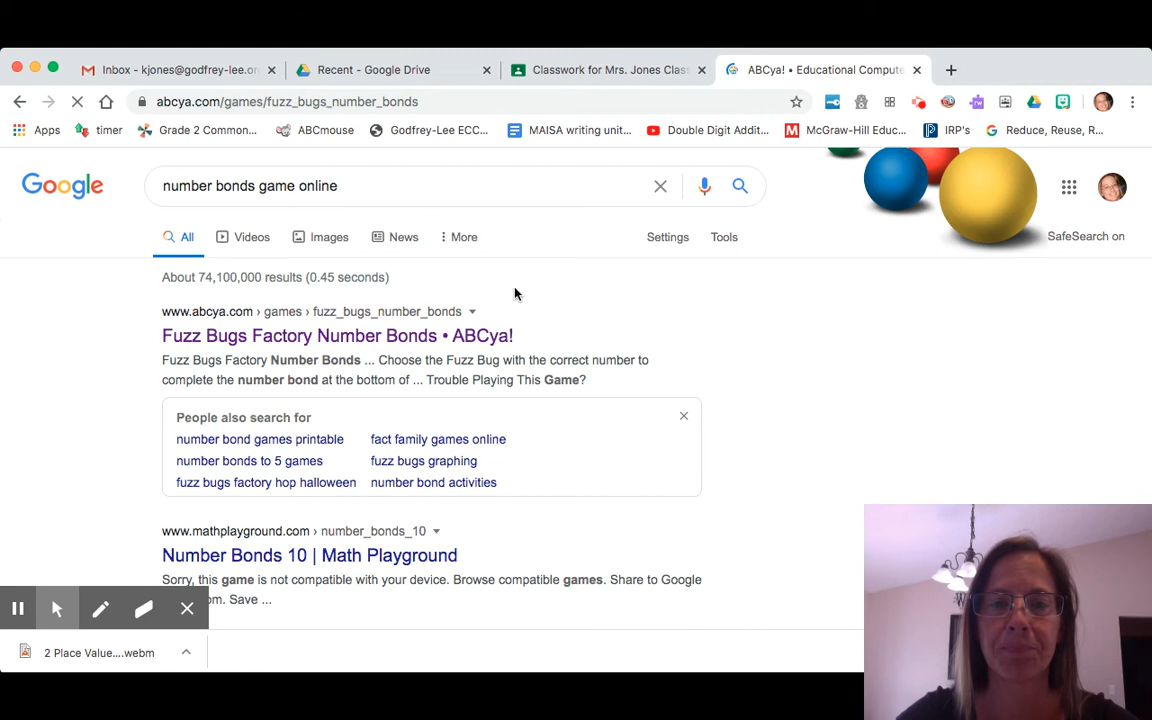 Inbox - kjones@godfrey-lee.or
Recent - Google Drive
Classwork for Mrs. Jones Clas
ABCya! • Educational Compute
abcya.com/games/fuzz_bugs_number_bonds
Apps
timer
Grade 2 Common...
ABCmouse
Godfrey-Lee ECC...
MAISA writing unit...
Double Digit Addit...
McGraw-Hill Educ...
IRP's
Reduce, Reuse, R...
Google
number bonds game online
All
Videos
Images
News
More
Settings
Tools
SafeSearch on
About 74,100,000 results (0.45 seconds)
www.abcya.com › games › fuzz_bugs_number_bonds
Fuzz Bugs Factory Number Bonds • ABCya!
Fuzz Bugs Factory Number Bonds ... Choose the Fuzz Bug with the correct number to
complete the number bond at the bottom of ... Trouble Playing This Game?
People also search for
number bond games printable
fact family games online
number bonds to 5 games
fuzz bugs graphing
fuzz bugs factory hop halloween
number bond activities
www.mathplayground.com › number_bonds_10
Number Bonds 10 | Math Playground
Sorry, this game is not compatible with your device. Browse compatible games. Share to Google
om. Save ...
2 Place Value....webm